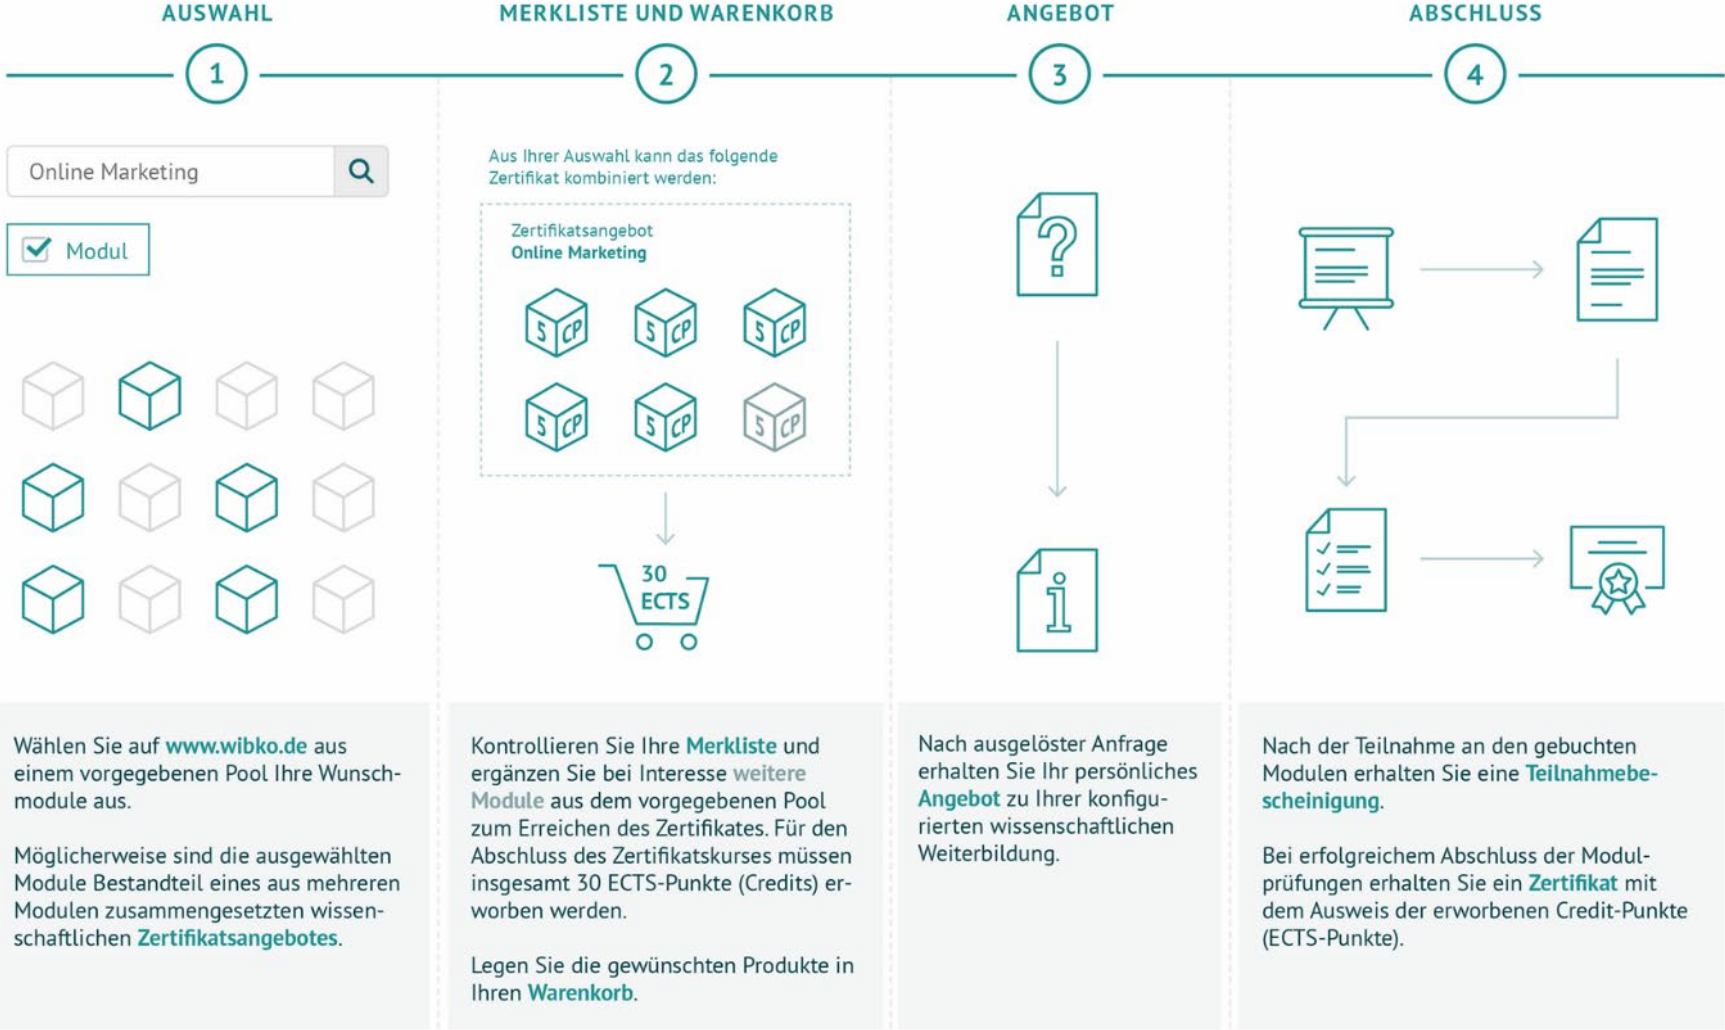 AUSWAHL
1
Online Marketing
Modul
Wählen Sie auf www.wibko.de aus
einem vorgegebenen Pool Ihre Wunsch-
module aus.
Möglicherweise sind die ausgewählten
Module Bestandteil eines aus mehreren
Modulen zusammengesetzten wissen-
schaftlichen Zertifikatsangebotes.
MERKLISTE UND WARENKORB
2
Aus Ihrer Auswahl kann das folgende
Zertifikat kombiniert werden:
Zertifikatsangebot
Online Marketing
5 CP 5 CP 5 CP
5 CP 5 CP 5 CP
30
ECTS
Kontrollieren Sie Ihre Merkliste und
ergänzen Sie bei Interesse weitere
Module aus dem vorgegebenen Pool
zum Erreichen des Zertifikates. Für den
Abschluss des Zertifikatskurses müssen
insgesamt 30 ECTS-Punkte (Credits) er-
worben werden.
Legen Sie die gewünschten Produkte in
Ihren Warenkorb.
ANGEBOT
3
?
i
Nach ausgelöster Anfrage
erhalten Sie Ihr persönliches
Angebot zu Ihrer konfigu-
rierten wissenschaftlichen
Weiterbildung.
ABSCHLUSS
4
Nach der Teilnahme an den gebuchten
Modulen erhalten Sie eine Teilnahmebe-
scheinigung.
Bei erfolgreichem Abschluss der Modul-
prüfungen erhalten Sie ein Zertifikat mit
dem Ausweis der erworbenen Credit-Punkte
(ECTS-Punkte).